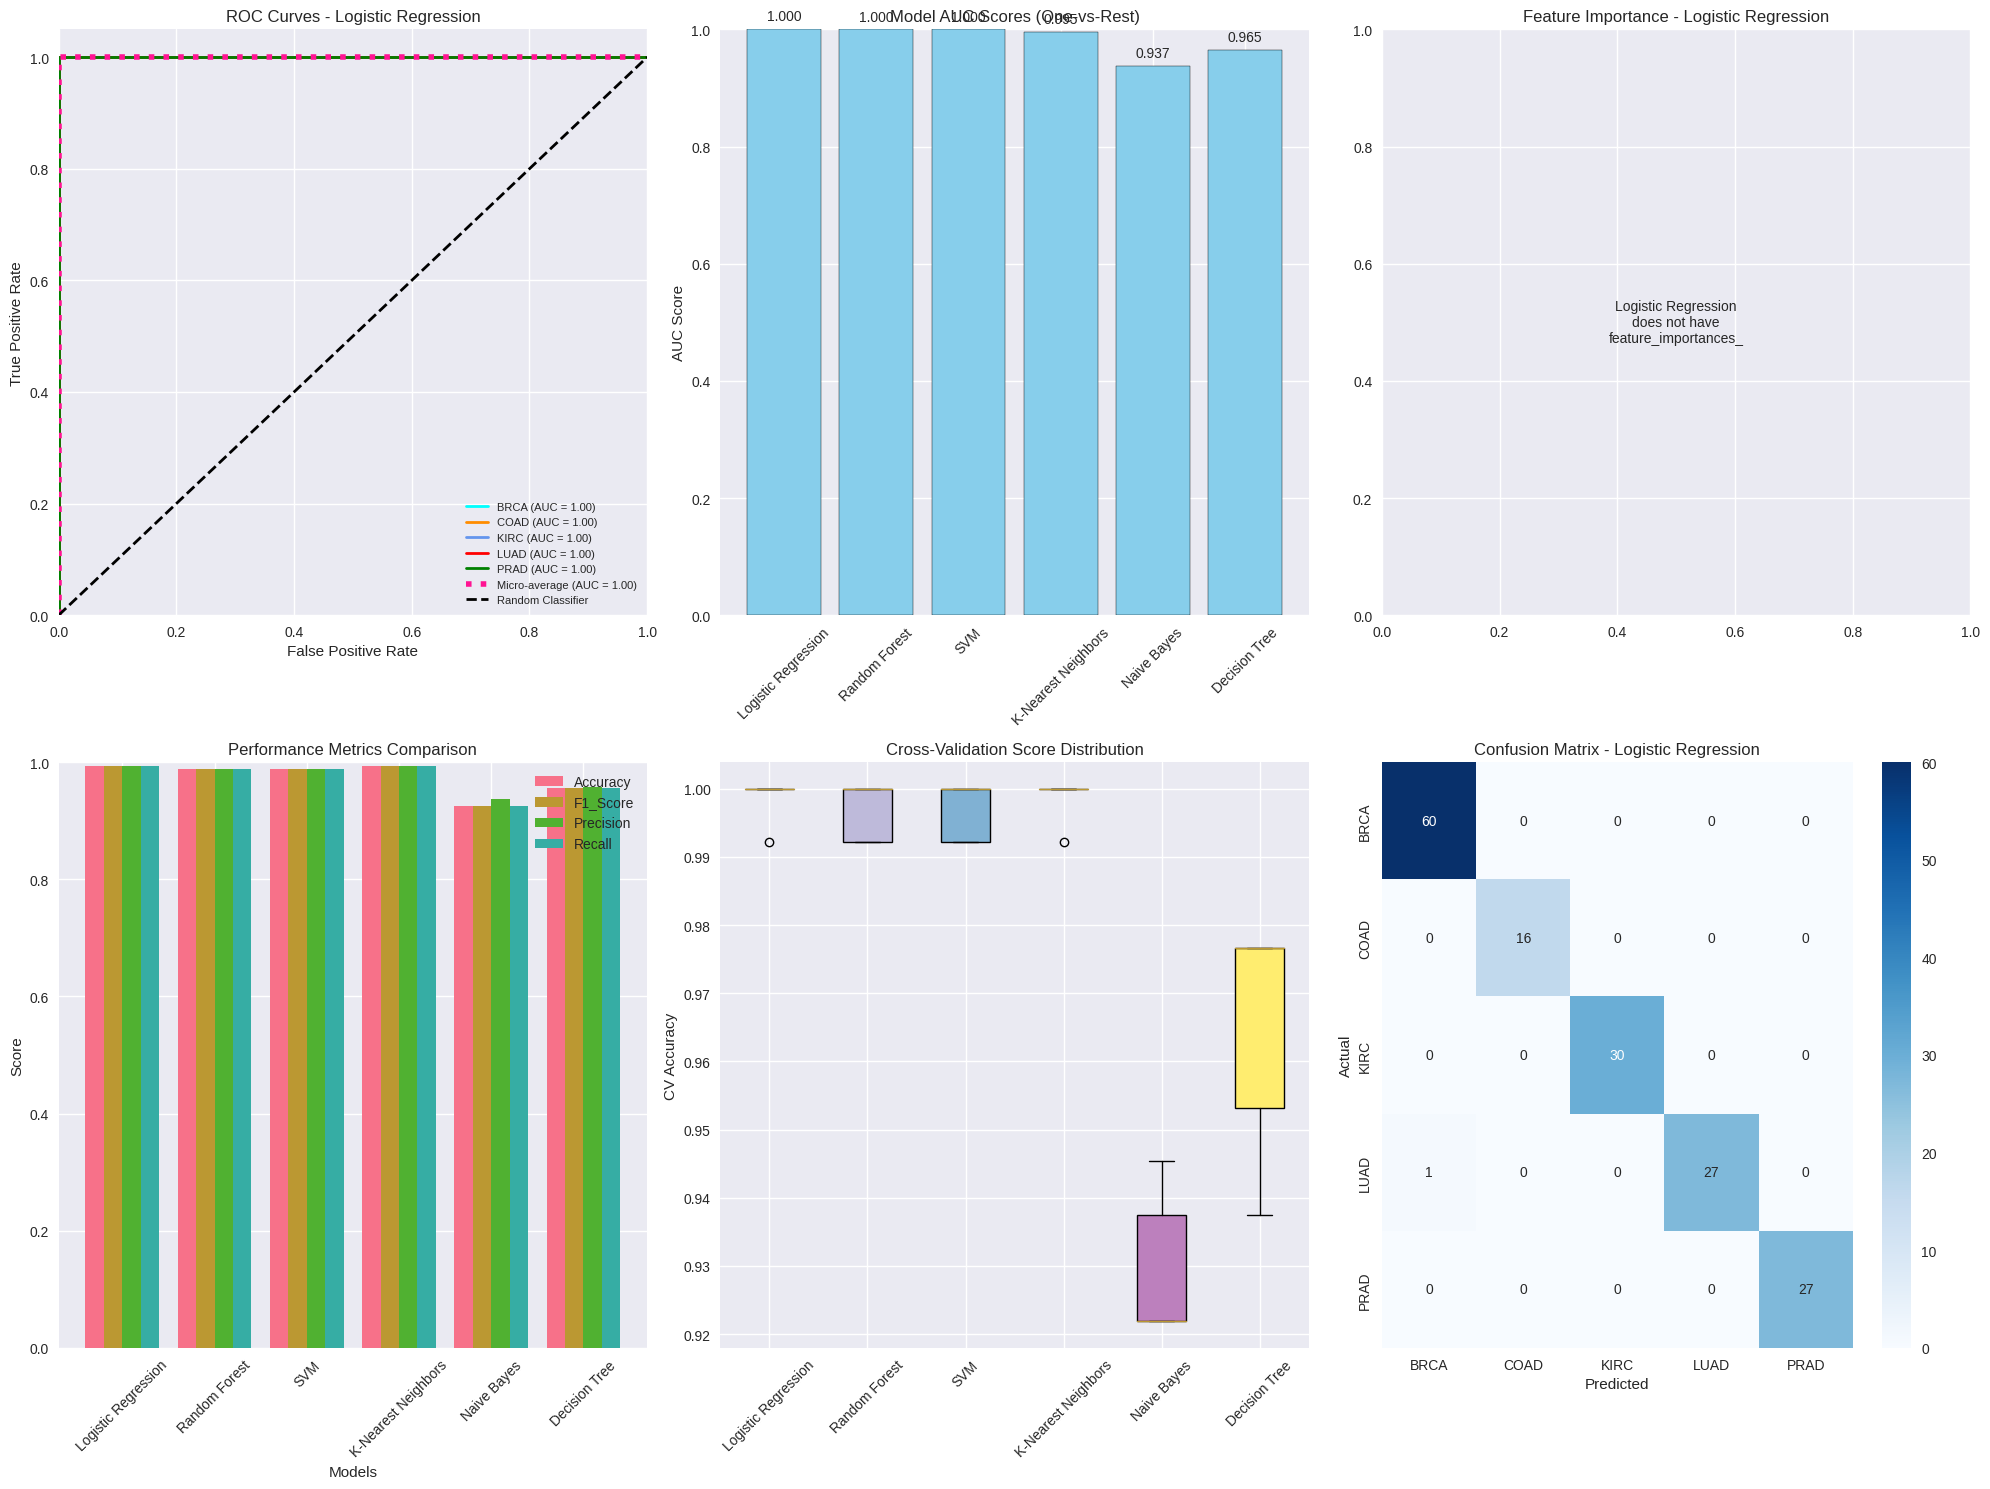 ROC Curves - Logistic Regression
1.0
0.8
0.6
0.4
0.2
0.0
0.0 0.2 0.4 0.6 0.8 1.0
True Positive Rate
False Positive Rate
BRCA (AUC = 1.00)
COAD (AUC = 1.00)
KIRC (AUC = 1.00)
LUAD (AUC = 1.00)
PRAD (AUC = 1.00)
Micro-average (AUC = 1.00)
Random Classifier
Model AUC Scores (One-vs-Rest)
1.000 1.000 1.000 0.995 0.937 0.965
1.0
0.8
0.6
0.4
0.2
0.0
AUC Score
Logistic Regression
Random Forest
SVM
K-Nearest Neighbors
Naive Bayes
Decision Tree
Feature Importance - Logistic Regression
1.0
0.8
0.6
0.4
0.2
0.0
0.0 0.2 0.4 0.6 0.8 1.0
Logistic Regression
does not have
feature_importances_
Performance Metrics Comparison
1.0
0.8
0.6
0.4
0.2
0.0
Score
Accuracy
F1_Score
Precision
Recall
Logistic Regression
Random Forest
SVM
K-Nearest Neighbors
Naive Bayes
Decision Tree
Models
Cross-Validation Score Distribution
1.00
0.99
0.98
0.97
0.96
0.95
0.94
0.93
0.92
CV Accuracy
Logistic Regression
Random Forest
SVM
K-Nearest Neighbors
Naive Bayes
Decision Tree
Confusion Matrix - Logistic Regression
Actual
BRCA 60 0 0 0 0
COAD 0 16 0 0 0
KIRC 0 0 30 0 0
LUAD 1 0 0 27 0
PRAD 0 0 0 0 27
BRCA COAD KIRC LUAD PRAD
Predicted
60
50
40
30
20
10
0